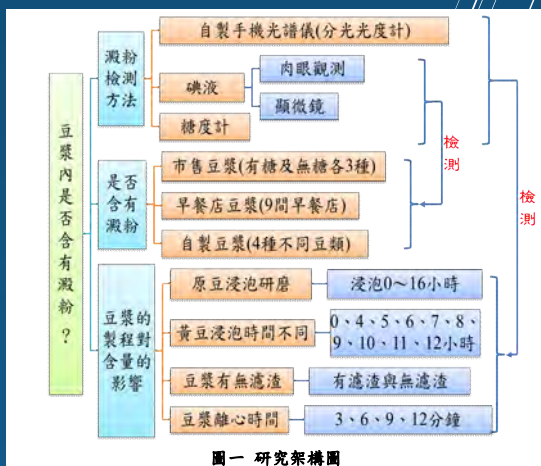 豆漿內是否含有澱粉？
澱粉
檢測
方法
自製手機光譜儀(分光光度計)
碘液
肉眼觀測
顯微鏡
糖度計
檢測
檢測
是否
含有
澱粉
市售豆漿(有糖及無糖各3種)
早餐店豆漿(9間早餐店)
自製豆漿(4種不同豆類)
豆漿的
製程對
含量的
影響
原豆浸泡研磨
浸泡0～16小時
黃豆浸泡時間不同
0、4、5、6、7、8、
9、10、11、12小時
豆漿有無濾渣
有濾渣與無濾渣
豆漿離心時間
3、6、9、12分鐘
圖一 研究架構圖